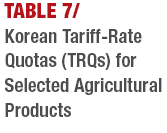 TABLE 7/
Korean Tariff-Rate
Quotas (TRQs) for
Selected Agricultural
Products